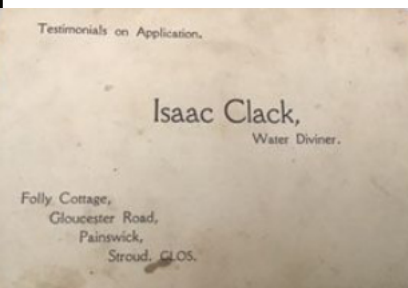 Testimonials on Application.
Isaac Clack,
Water Diviner.
Folly Cottage,
Gloucester Road,
Painswick,
Stroud. GLOS.